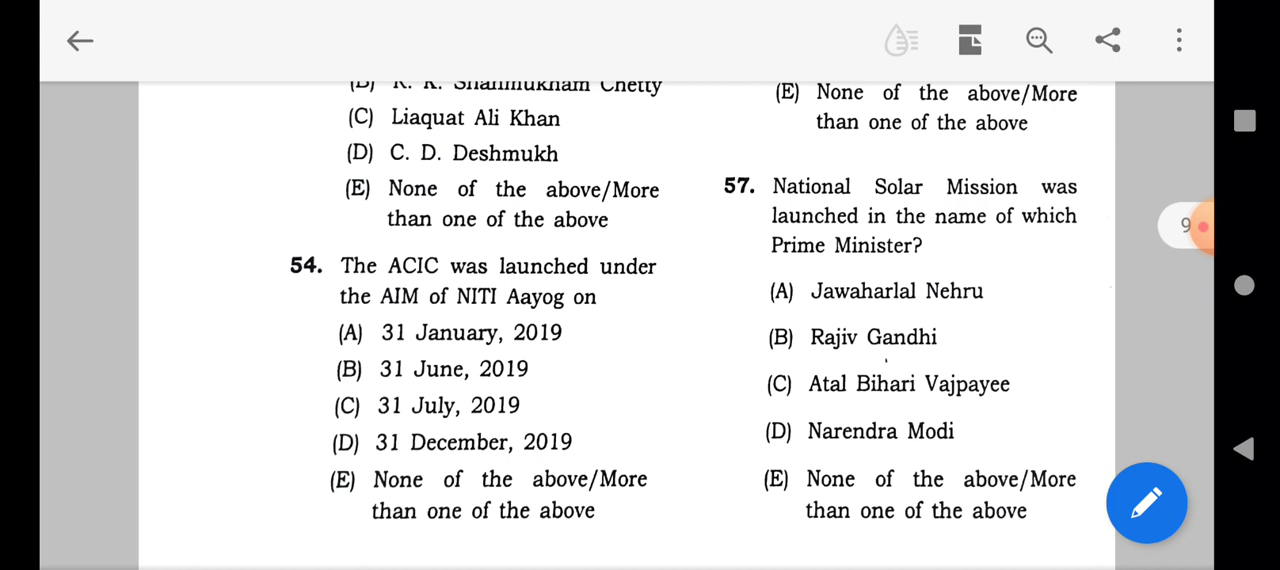 (B) R. K. Shanmukham Chetty
(C) Liaquat Ali Khan
(D) C. D. Deshmukh
(E) None of the above/More
than one of the above
54. The ACIC was launched under
the AIM of NITI Aayog on
(A) 31 January, 2019
(B) 31 June, 2019
(C) 31 July, 2019
(D) 31 December, 2019
(E) None of the above/More
than one of the above
(E) None of the above/More
than one of the above
57. National Solar Mission was
launched in the name of which
Prime Minister?
(A) Jawaharlal Nehru
(B) Rajiv Gandhi
(C) Atal Bihari Vajpayee
(D) Narendra Modi
(E) None of the above/More
than one of the above
9